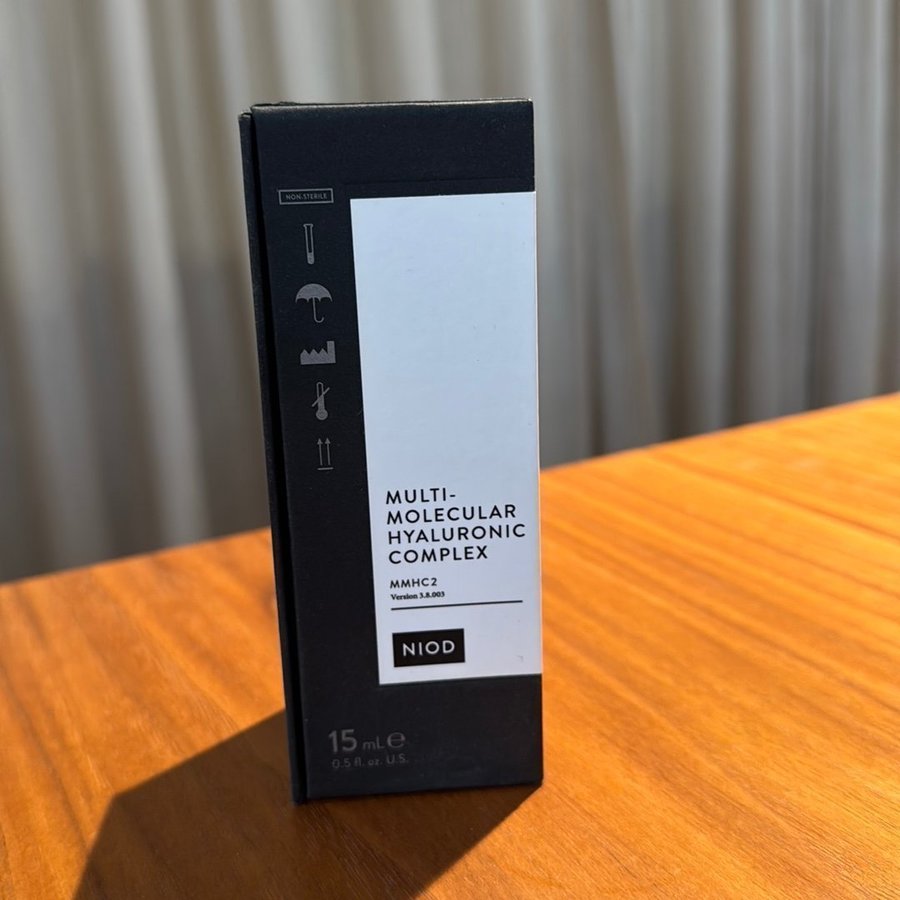 NON-STERILE
MULTI-
MOLECULAR
HYALURONIC
COMPLEX
MMHC2
Version 3.8.003
NIOD
15 mL ℮
0.5 fl. oz. U.S.